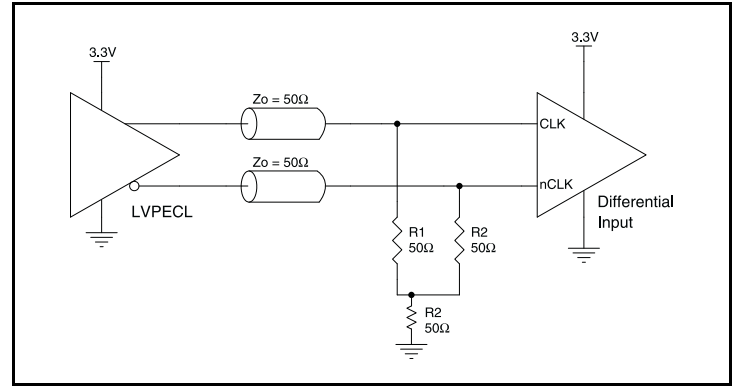 3.3V
3.3V
Zo = 50Ω
CLK
Zo = 50Ω
nCLK
LVPECL
Differential
Input
R1
50Ω
R2
50Ω
R2
50Ω